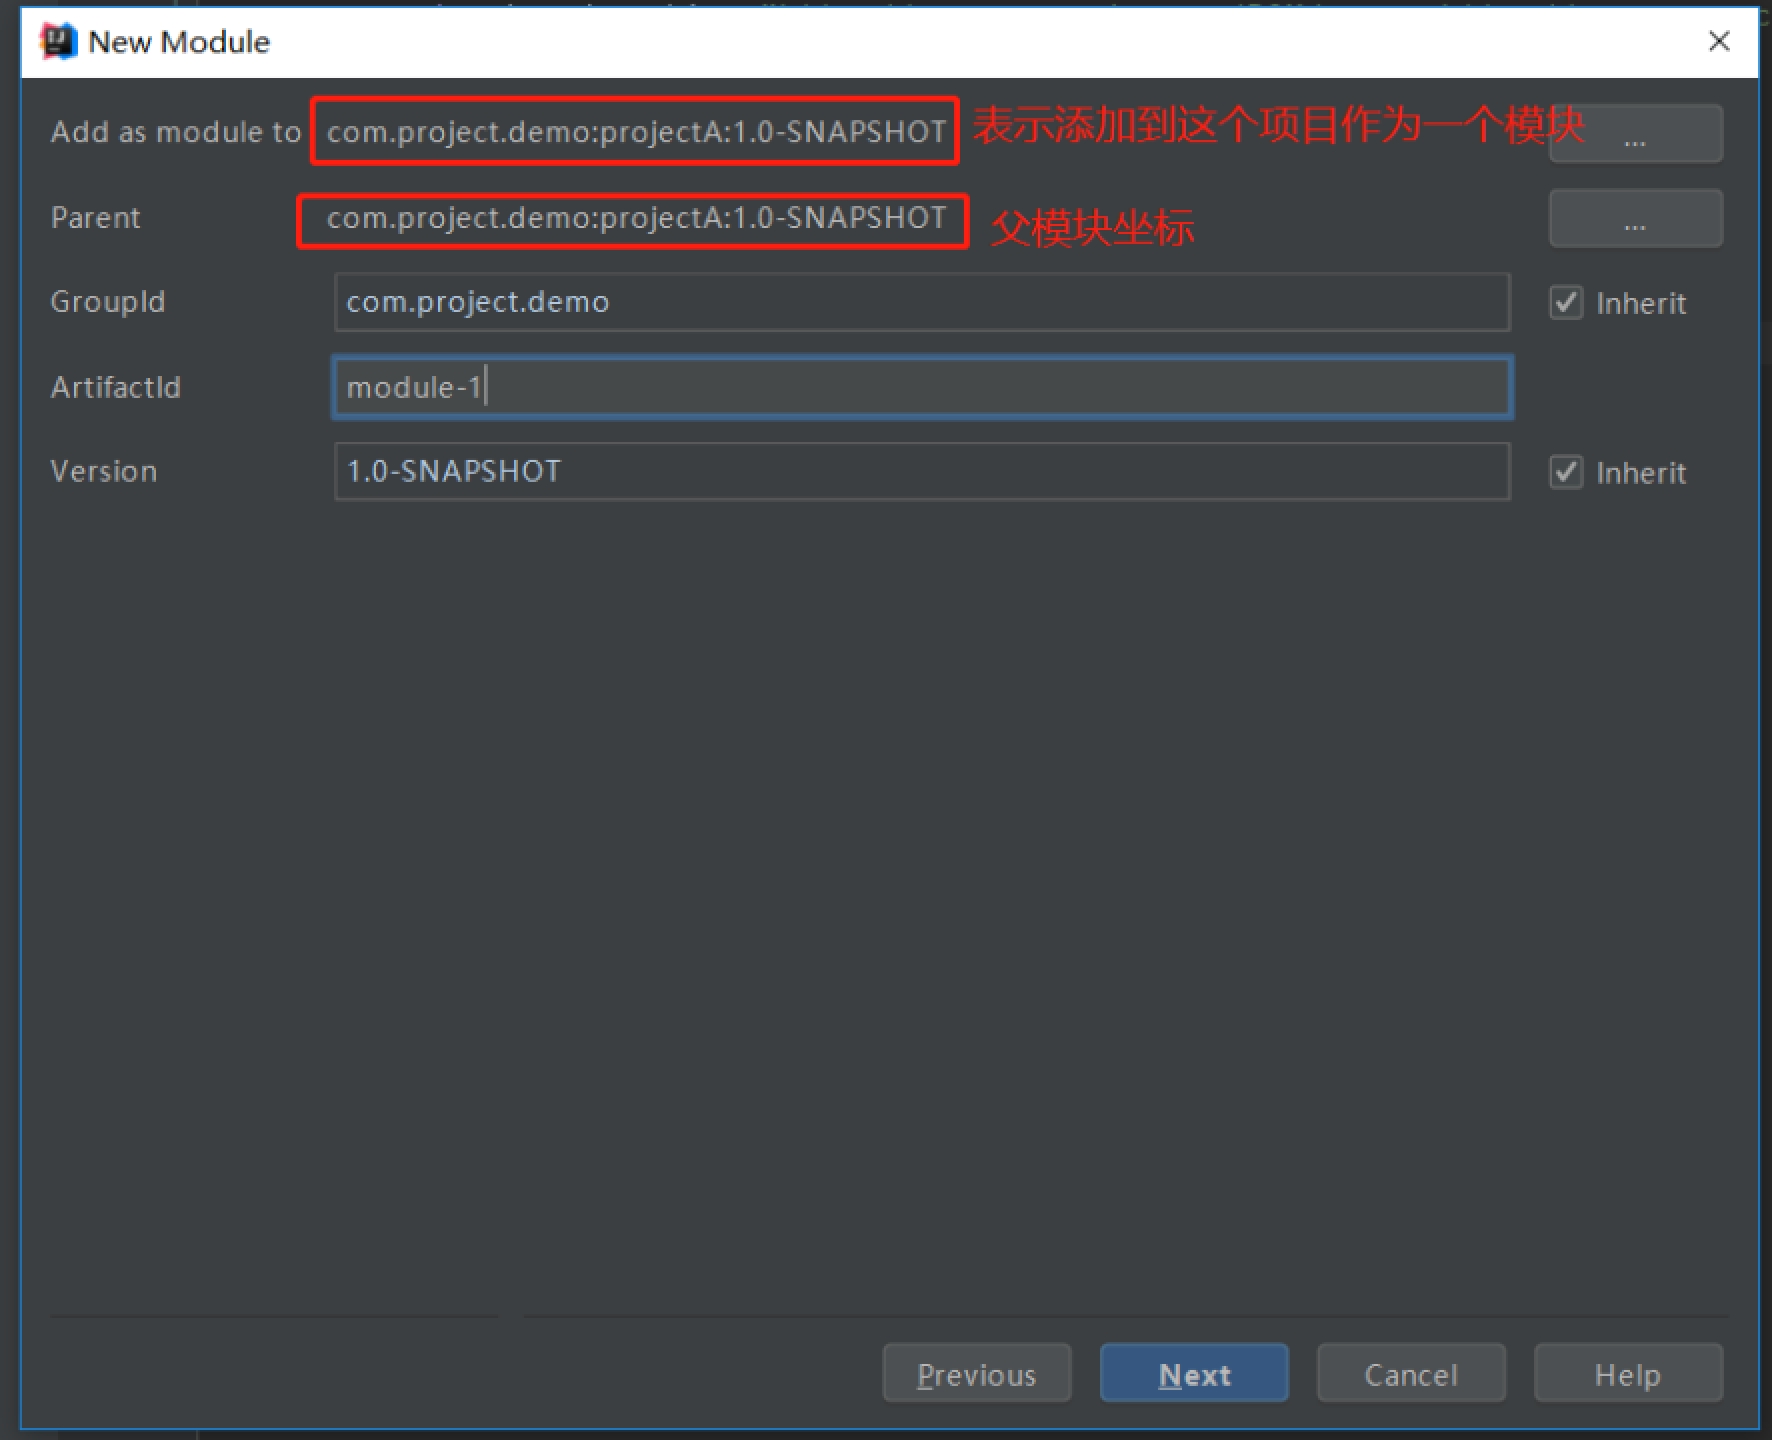 New Module
Add as module to com.project.demo:projectA:1.0-SNAPSHOT 表示添加到这个项目作为一个模块 ...
Parent com.project.demo:projectA:1.0-SNAPSHOT 父模块坐标 ...
GroupId com.project.demo Inherit
ArtifactId module-1
Version 1.0-SNAPSHOT Inherit
Previous Next Cancel Help